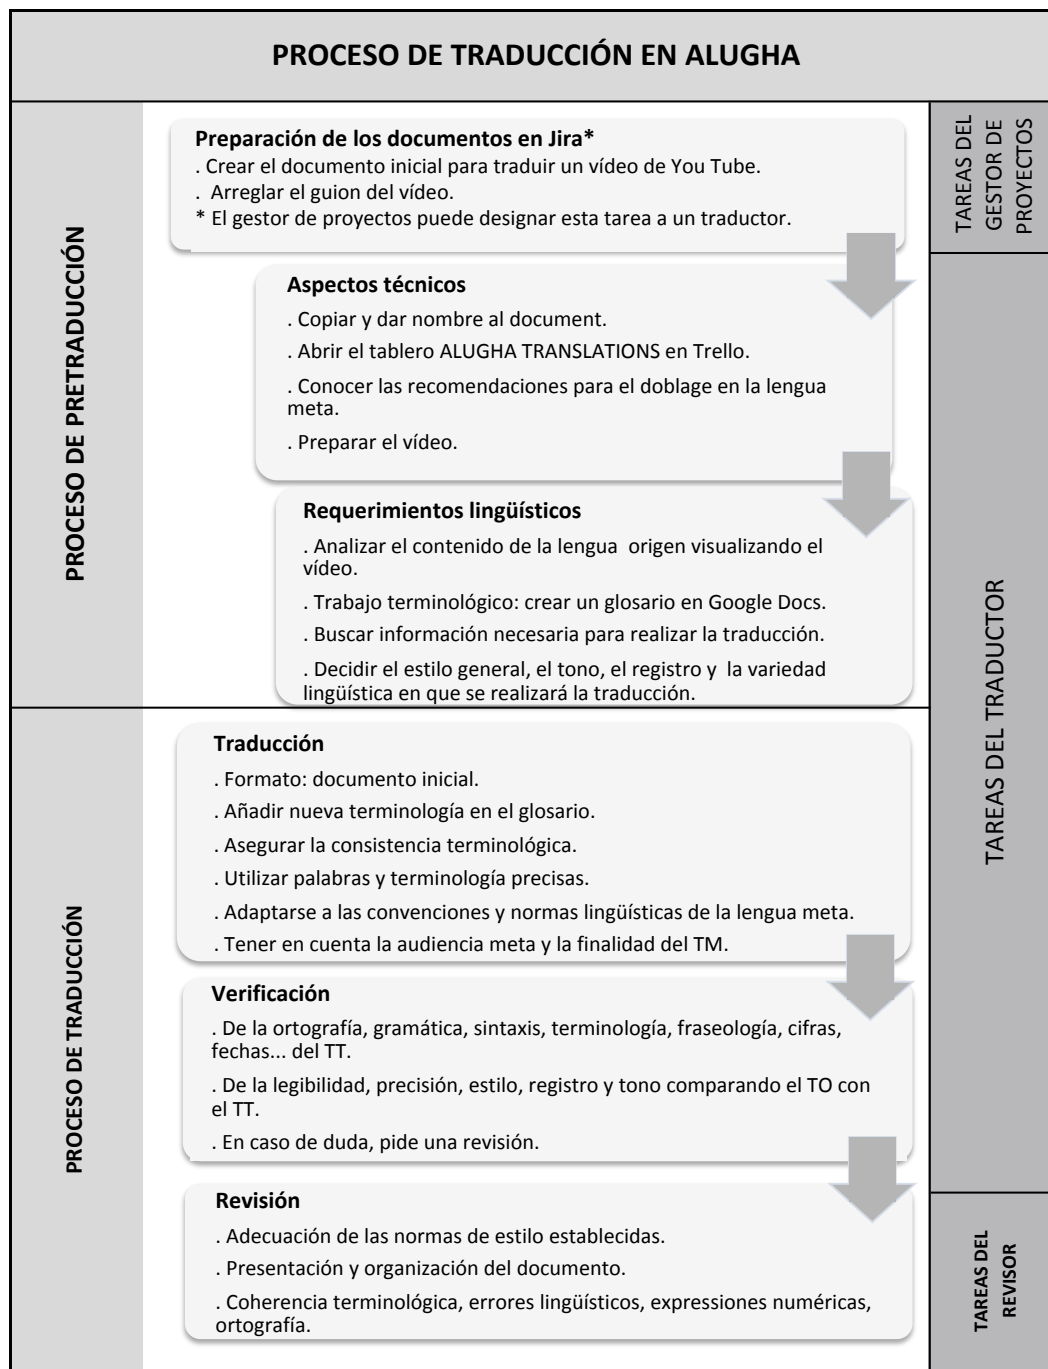 PROCESO DE TRADUCCIÓN EN ALUGHA
PROCESO DE PRETRADUCCIÓN
Preparación de los documentos en Jira*
. Crear el documento inicial para traduir un vídeo de You Tube.
. Arreglar el guion del vídeo.
* El gestor de proyectos puede designar esta tarea a un traductor.
TAREAS DEL
GESTOR DE
PROYECTOS
Aspectos técnicos
. Copiar y dar nombre al document.
. Abrir el tablero ALUGHA TRANSLATIONS en Trello.
. Conocer las recomendaciones para el doblage en la lengua
meta.
. Preparar el vídeo.
Requerimientos lingüísticos
. Analizar el contenido de la lengua origen visualizando el
vídeo.
. Trabajo terminológico: crear un glosario en Google Docs.
. Buscar información necesaria para realizar la traducción.
. Decidir el estilo general, el tono, el registro y la variedad
lingüística en que se realizará la traducción.
TAREAS DEL TRADUCTOR
PROCESO DE TRADUCCIÓN
Traducción
. Formato: documento inicial.
. Añadir nueva terminología en el glosario.
. Asegurar la consistencia terminológica.
. Utilizar palabras y terminología precisas.
. Adaptarse a las convenciones y normas lingüísticas de la lengua meta.
. Tener en cuenta la audiencia meta y la finalidad del TM.
Verificación
. De la ortografía, gramática, sintaxis, terminología, fraseología, cifras,
fechas... del TT.
. De la legibilidad, precisión, estilo, registro y tono comparando el TO con
el TT.
. En caso de duda, pide una revisión.
Revisión
. Adecuación de las normas de estilo establecidas.
. Presentación y organización del documento.
. Coherencia terminológica, errores lingüísticos, expressiones numéricas,
ortografía.
TAREAS DEL
REVISOR